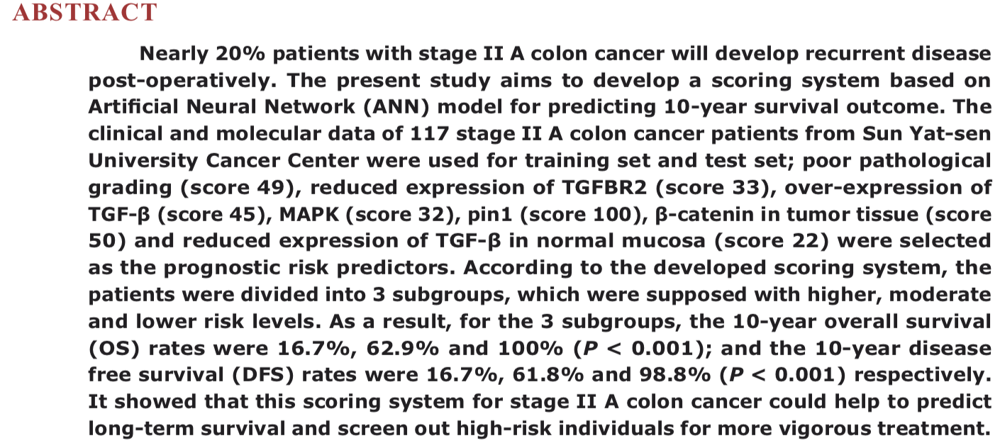 ABSTRACT
Nearly 20% patients with stage II A colon cancer will develop recurrent disease
post-operatively. The present study aims to develop a scoring system based on
Artificial Neural Network (ANN) model for predicting 10-year survival outcome. The
clinical and molecular data of 117 stage II A colon cancer patients from Sun Yat-sen
University Cancer Center were used for training set and test set; poor pathological
grading (score 49), reduced expression of TGFBR2 (score 33), over-expression of
TGF-β (score 45), MAPK (score 32), pin1 (score 100), β-catenin in tumor tissue (score
50) and reduced expression of TGF-β in normal mucosa (score 22) were selected
as the prognostic risk predictors. According to the developed scoring system, the
patients were divided into 3 subgroups, which were supposed with higher, moderate
and lower risk levels. As a result, for the 3 subgroups, the 10-year overall survival
(OS) rates were 16.7%, 62.9% and 100% (P < 0.001); and the 10-year disease
free survival (DFS) rates were 16.7%, 61.8% and 98.8% (P < 0.001) respectively.
It showed that this scoring system for stage II A colon cancer could help to predict
long-term survival and screen out high-risk individuals for more vigorous treatment.